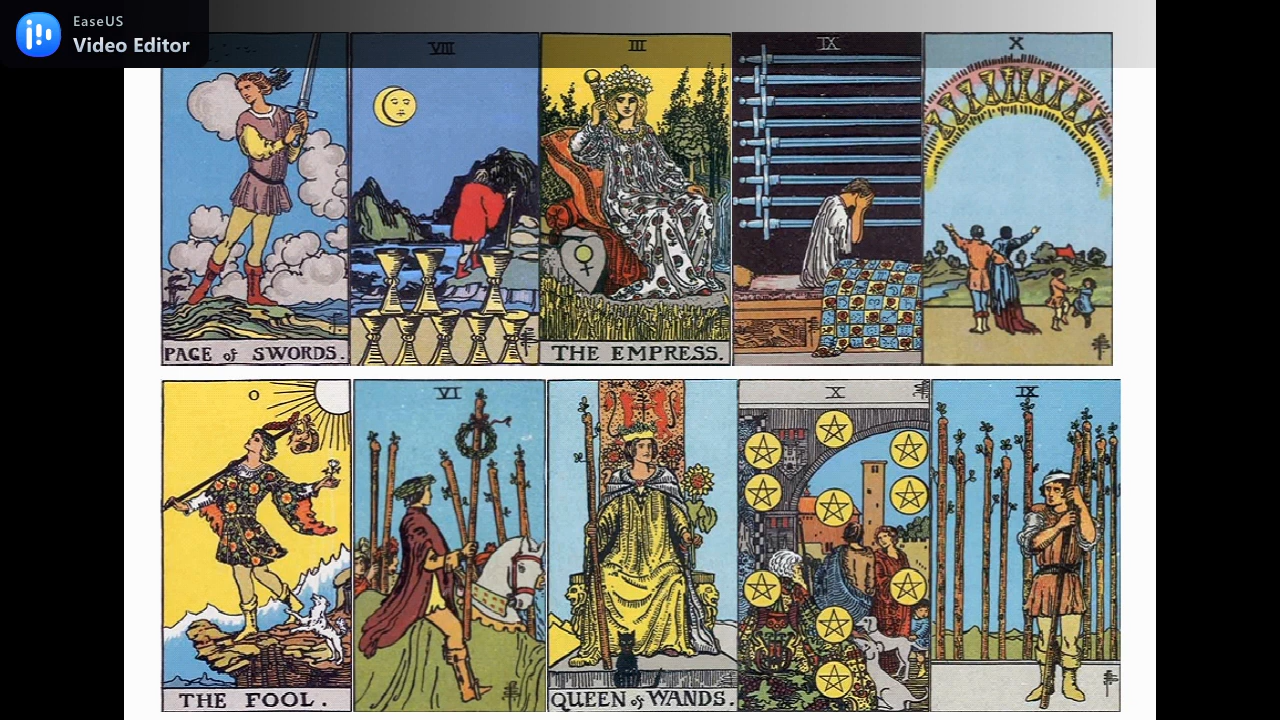 EaseUS
Video Editor
VIII
III
IX
X
PAGE of SWORDS.
THE EMPRESS.
0
VI
X
IX
THE FOOL.
QUEEN of WANDS.